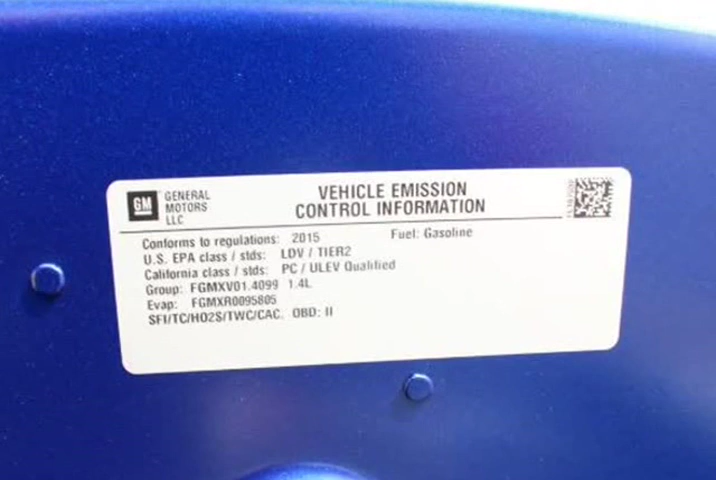 GM GENERAL MOTORS LLC
VEHICLE EMISSION
CONTROL INFORMATION
Conforms to regulations: 2015 Fuel: Gasoline
U.S. EPA class / stds: LDV / TIER2
California class / stds: PC / ULEV Qualified
Group: FGMXV01.4099 1.4L
Evap: FGMXR0095805
SFI/TC/HO2S/TWC/CAC. OBD: II